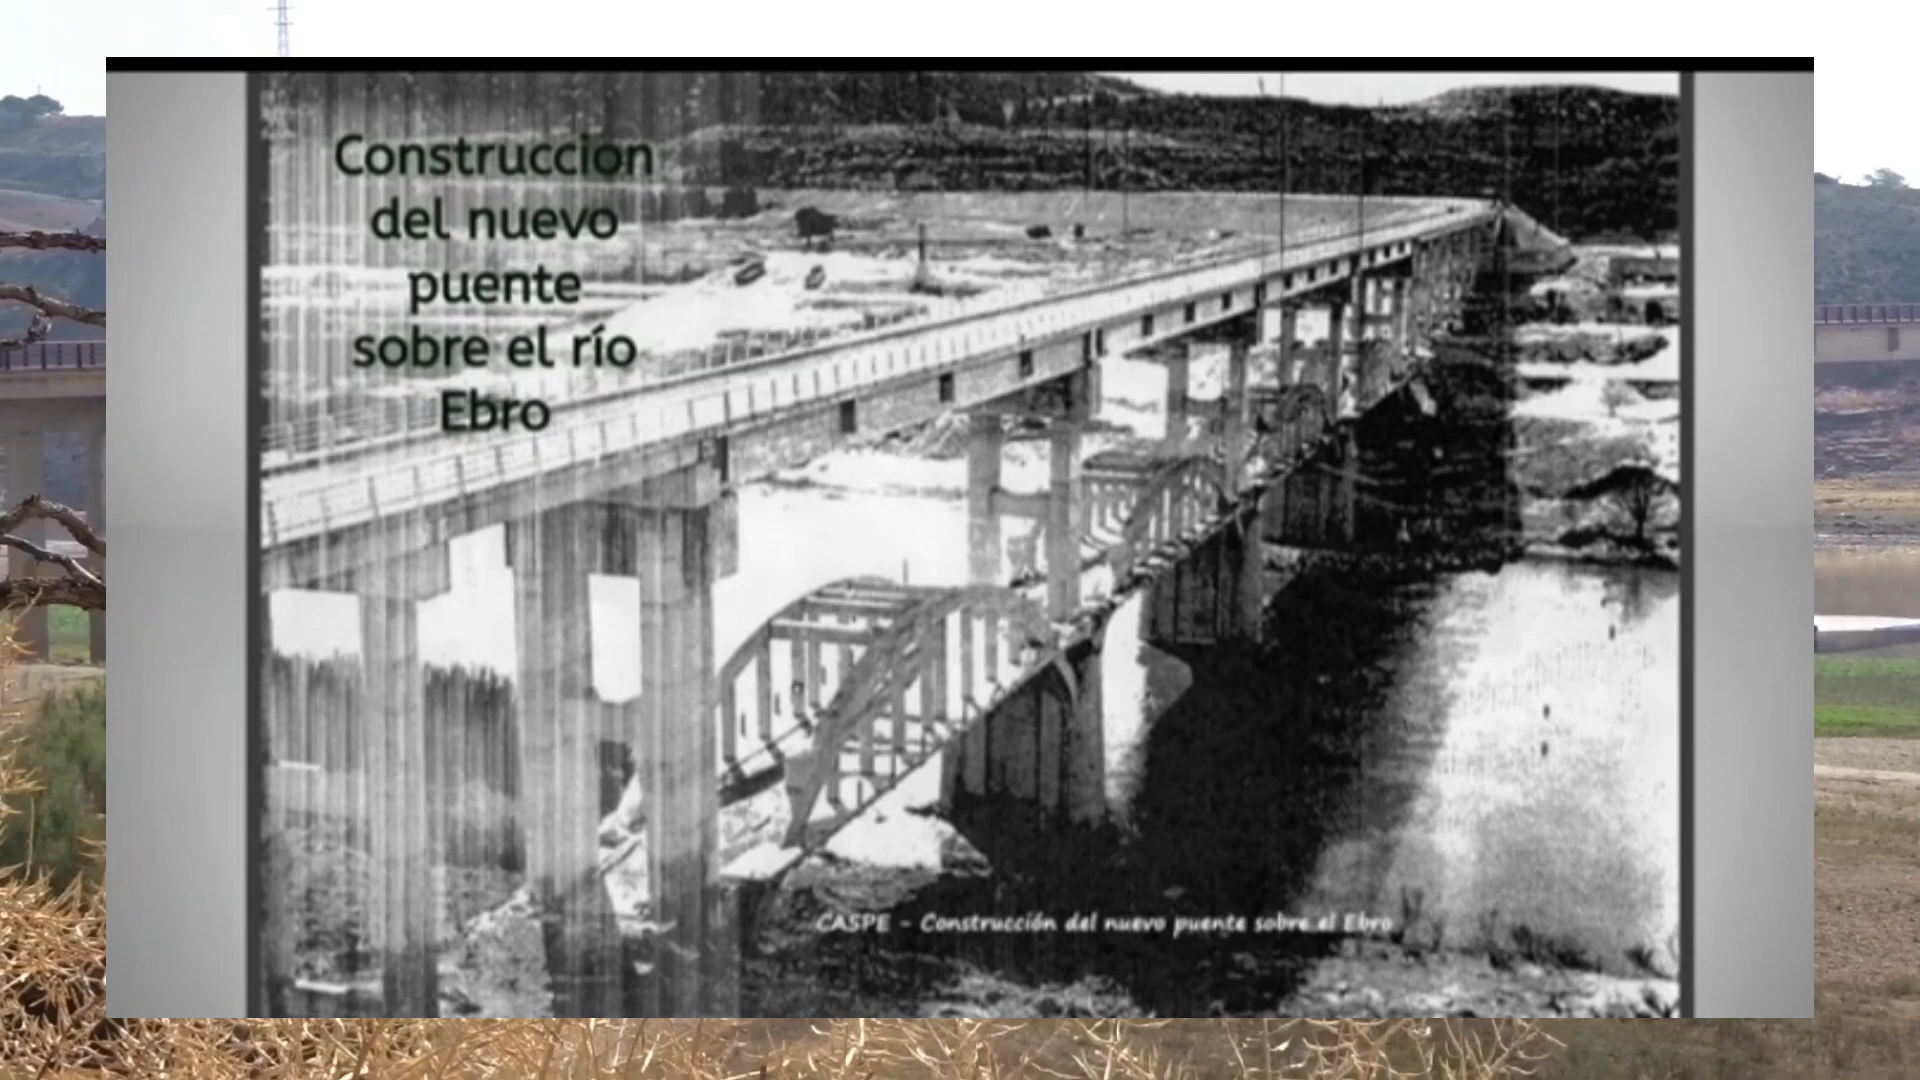 Construccion
del nuevo
puente
sobre el río
Ebro
CASPE - Construcción del nuevo puente sobre el Ebro